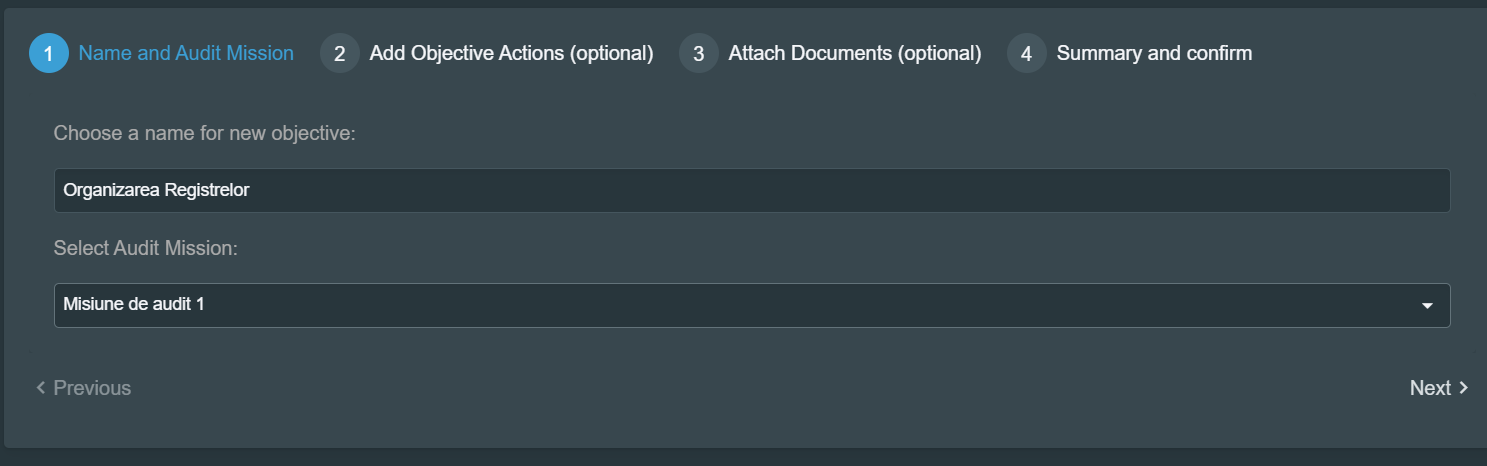 1 Name and Audit Mission 2 Add Objective Actions (optional) 3 Attach Documents (optional) 4 Summary and confirm
Choose a name for new objective:
Organizarea Registrelor
Select Audit Mission:
Misiune de audit 1
Previous Next